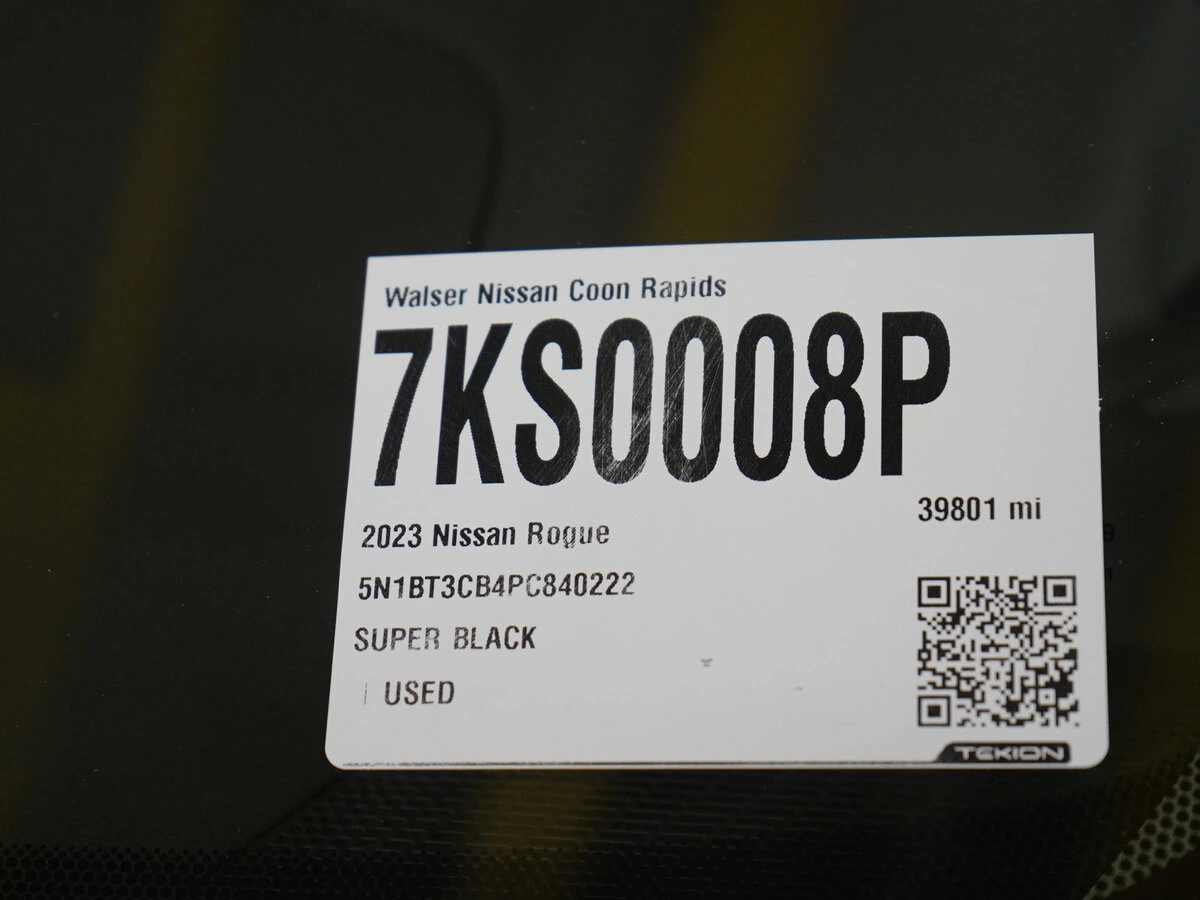 Walser Nissan Coon Rapids
7KS0008P
39801 mi
2023 Nissan Rogue
5N1BT3CB4PC840222
SUPER BLACK
USED
TEKION